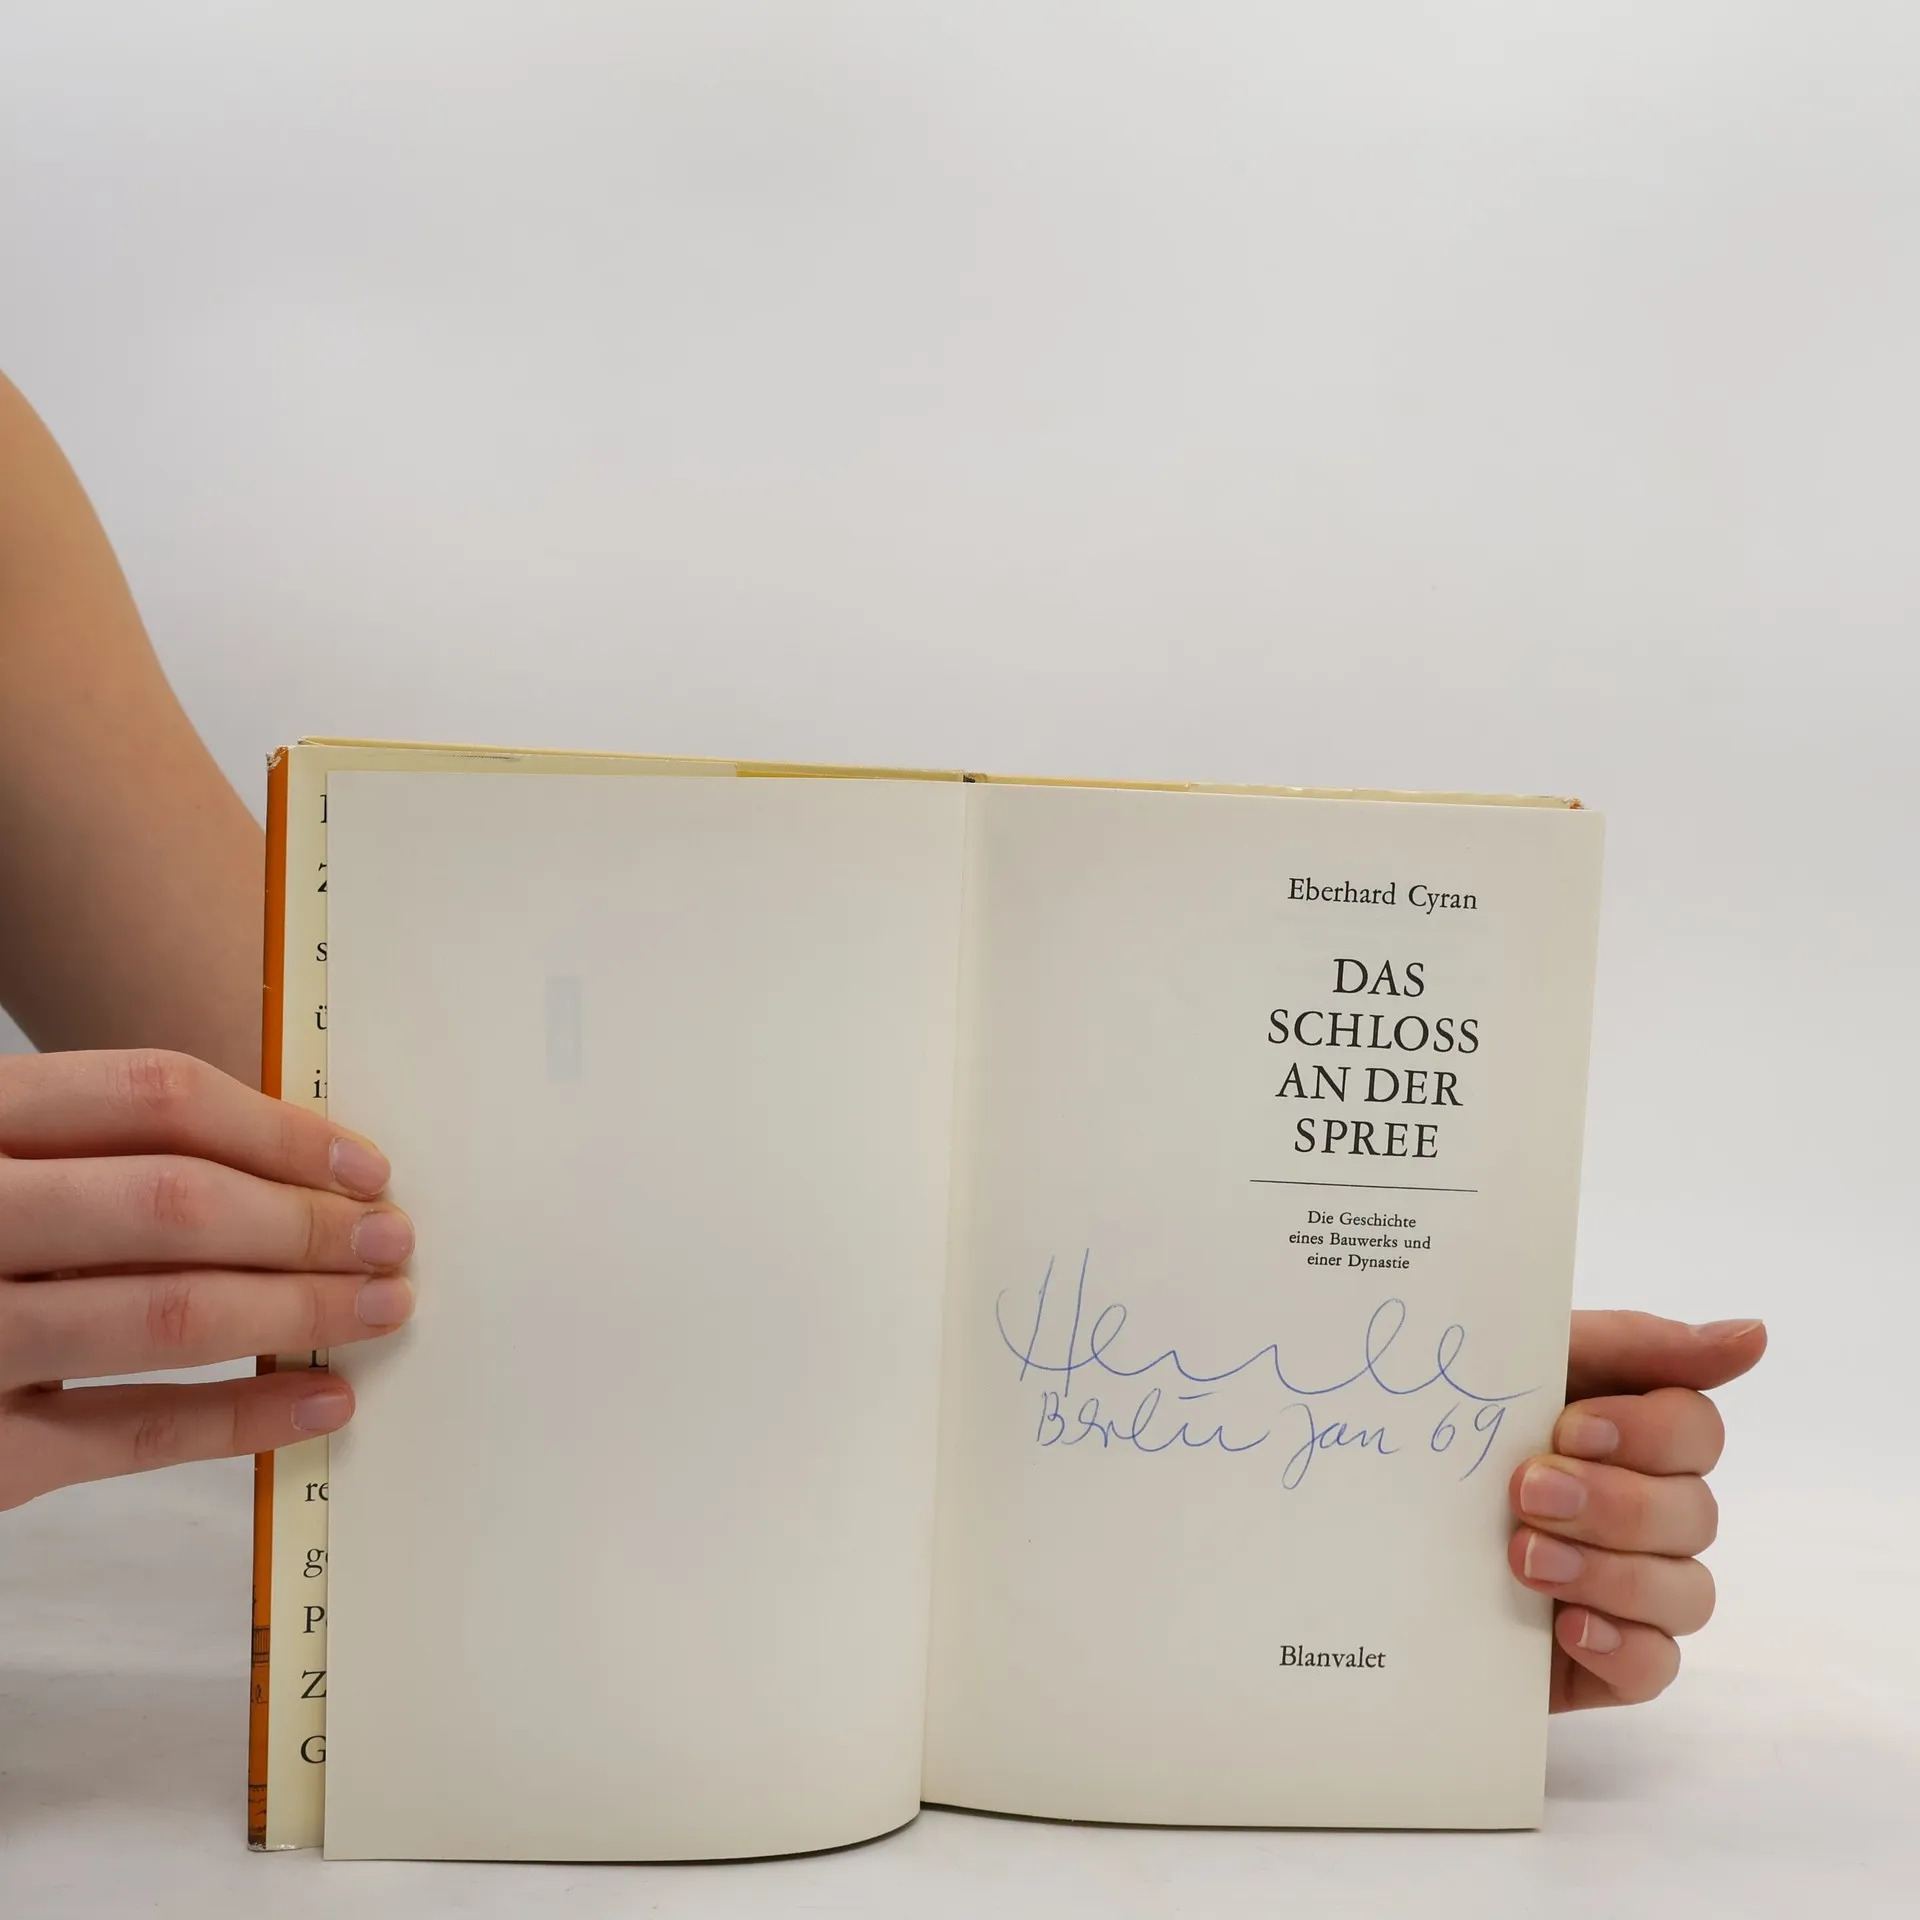 Eberhard Cyran
DAS
SCHLOSS
AN DER
SPREE
Die Geschichte
eines Bauwerks und
einer Dynastie
Berlin Jan 69
Blanvalet